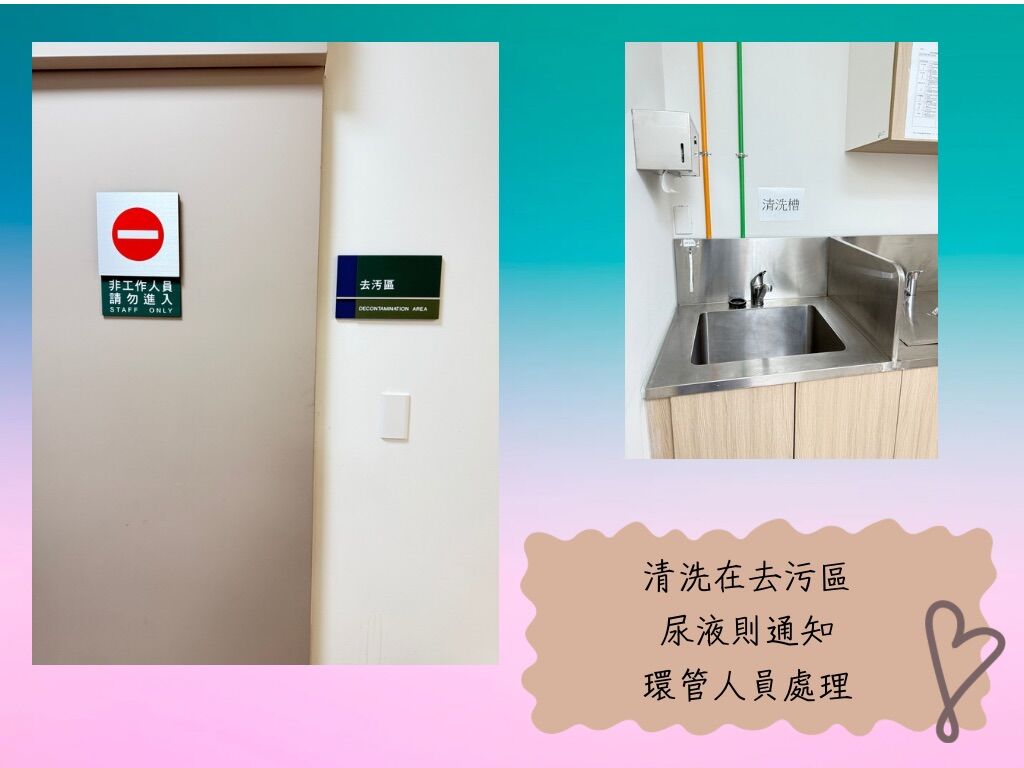 非工作人員
請勿進入
STAFF ONLY
去污區
DECONTAMINATION AREA
清洗槽
清洗在去污區
尿液則通知
環管人員處理